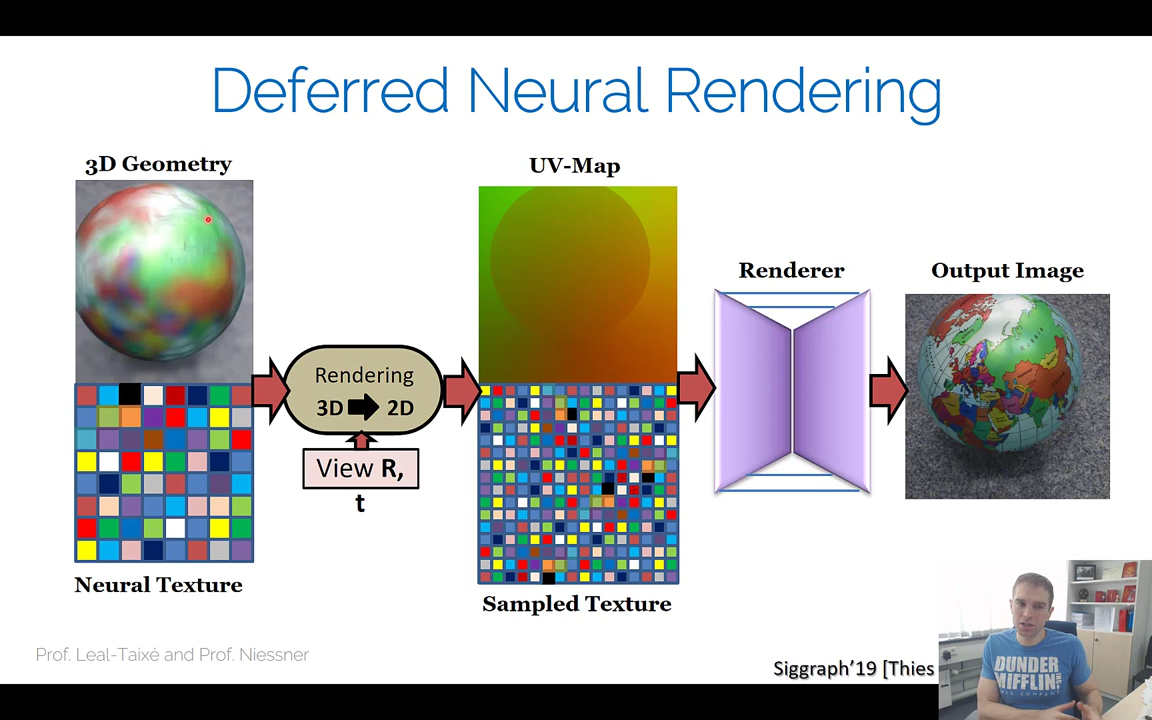 Deferred Neural Rendering
3D Geometry
UV-Map
Renderer
Output Image
Rendering
3D
2D
View R,
t
Neural Texture
Sampled Texture
Prof. Leal-Taixé and Prof. Niessner
Siggraph'19 [Thies
DUNDER
MIFFLIN